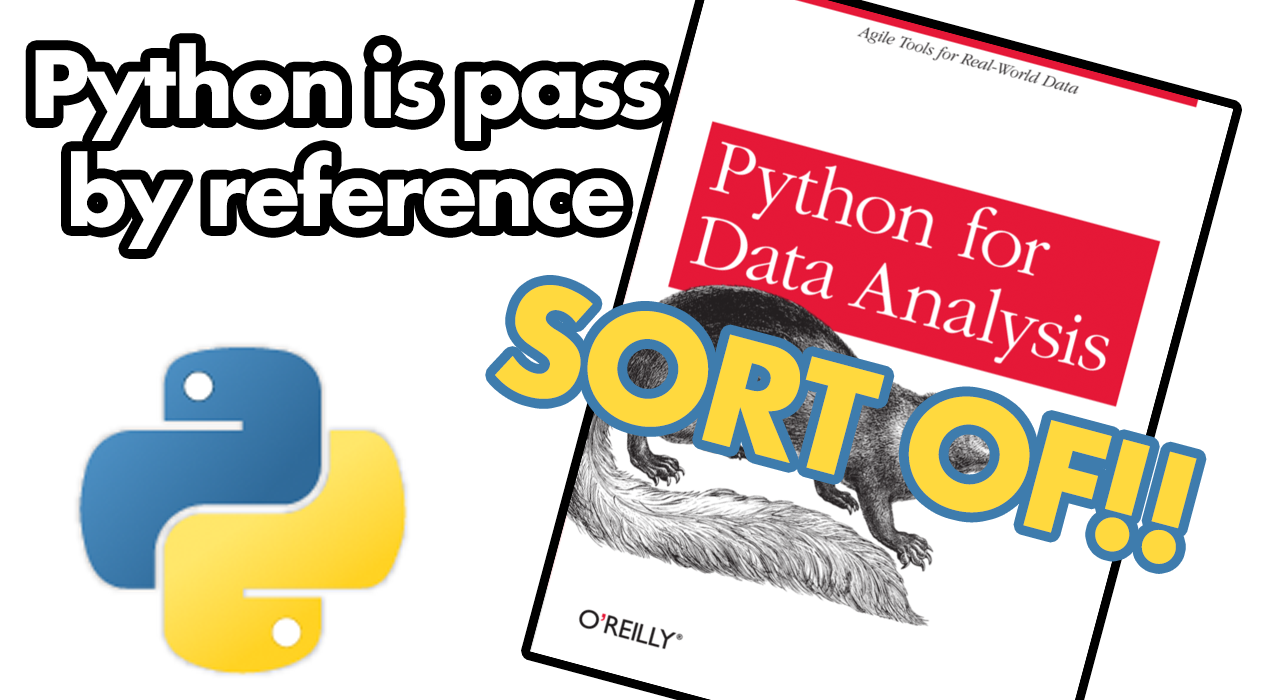 Python is pass
by reference
Agile Tools for Real-World Data
Python for
Data Analysis
SORT OF!!
O'REILLY®